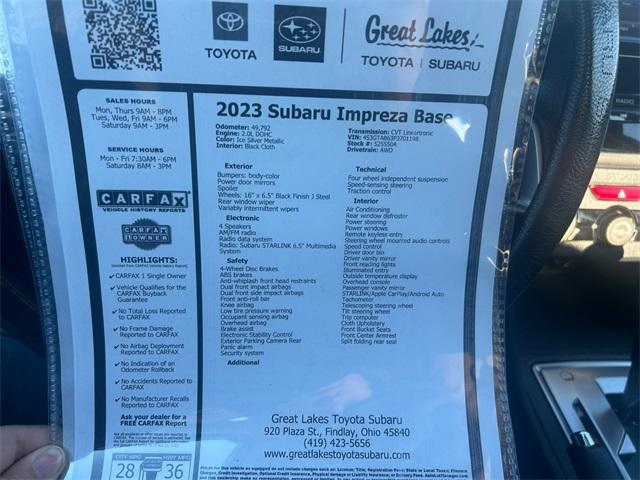 TOYOTA
SUBARU
Great Lakes
TOYOTA | SUBARU
SALES HOURS
Mon, Thurs 9AM - 8PM
Tues, Wed, Fri 9AM - 6PM
Saturday 9AM - 3PM
SERVICE HOURS
Mon - Fri 7:30AM - 6PM
Saturday 8AM - 3PM
CARFAX
VEHICLE HISTORY REPORTS
CARFAX
1 OWNER
HIGHLIGHTS:
✔ CARFAX 1 Single Owner
✔ Vehicle Qualifies for the
CARFAX Buyback
Guarantee
✔ No Total Loss Reported
to CARFAX
✔ No Frame Damage
Reported to CARFAX
✔ No Airbag Deployment
Reported to CARFAX
✔ No Indication of an
Odometer Rollback
✔ No Accidents Reported to
CARFAX
✔ No Manufacturer Recalls
Reported to CARFAX
Ask your dealer for a
FREE CARFAX Report
CITY MPG
28
HWY MPG
36
2023 Subaru Impreza Base
Odometer: 49,792
Engine: 2.0L DOHC
Color: Ice Silver Metallic
Interior: Black Cloth
Transmission: CVT Lineartronic
VIN: 4S3GTAB63P3701198
Stock #: S25550A
Drivetrain: AWD
Exterior
Bumpers: body-color
Power door mirrors
Spoiler
Wheels: 16" x 6.5" Black Finish J Steel
Rear window wiper
Variably intermittent wipers
Electronic
4 Speakers
AM/FM radio
Radio data system
Radio: Subaru STARLINK 6.5" Multimedia
System
Safety
4-Wheel Disc Brakes
ABS brakes
Anti-whiplash front head restraints
Dual front impact airbags
Dual front side impact airbags
Front anti-roll bar
Knee airbag
Low tire pressure warning
Occupant sensing airbag
Overhead airbag
Brake assist
Electronic Stability Control
Exterior Parking Camera Rear
Panic alarm
Security system
Additional
Technical
Four wheel independent suspension
Speed-sensing steering
Traction control
Interior
Air Conditioning
Rear window defroster
Power steering
Power windows
Remote keyless entry
Steering wheel mounted audio controls
Speed control
Driver door bin
Driver vanity mirror
Front reading lights
Illuminated entry
Outside temperature display
Overhead console
Passenger vanity mirror
STARLINK/Apple CarPlay/Android Auto
Tachometer
Telescoping steering wheel
Tilt steering wheel
Trip computer
Cloth Upholstery
Front Bucket Seats
Front Center Armrest
Split folding rear seat
Great Lakes Toyota Subaru
920 Plaza St., Findlay, Ohio 45840
(419) 423-5656
www.greatlakestoyotasubaru.com
RADIO